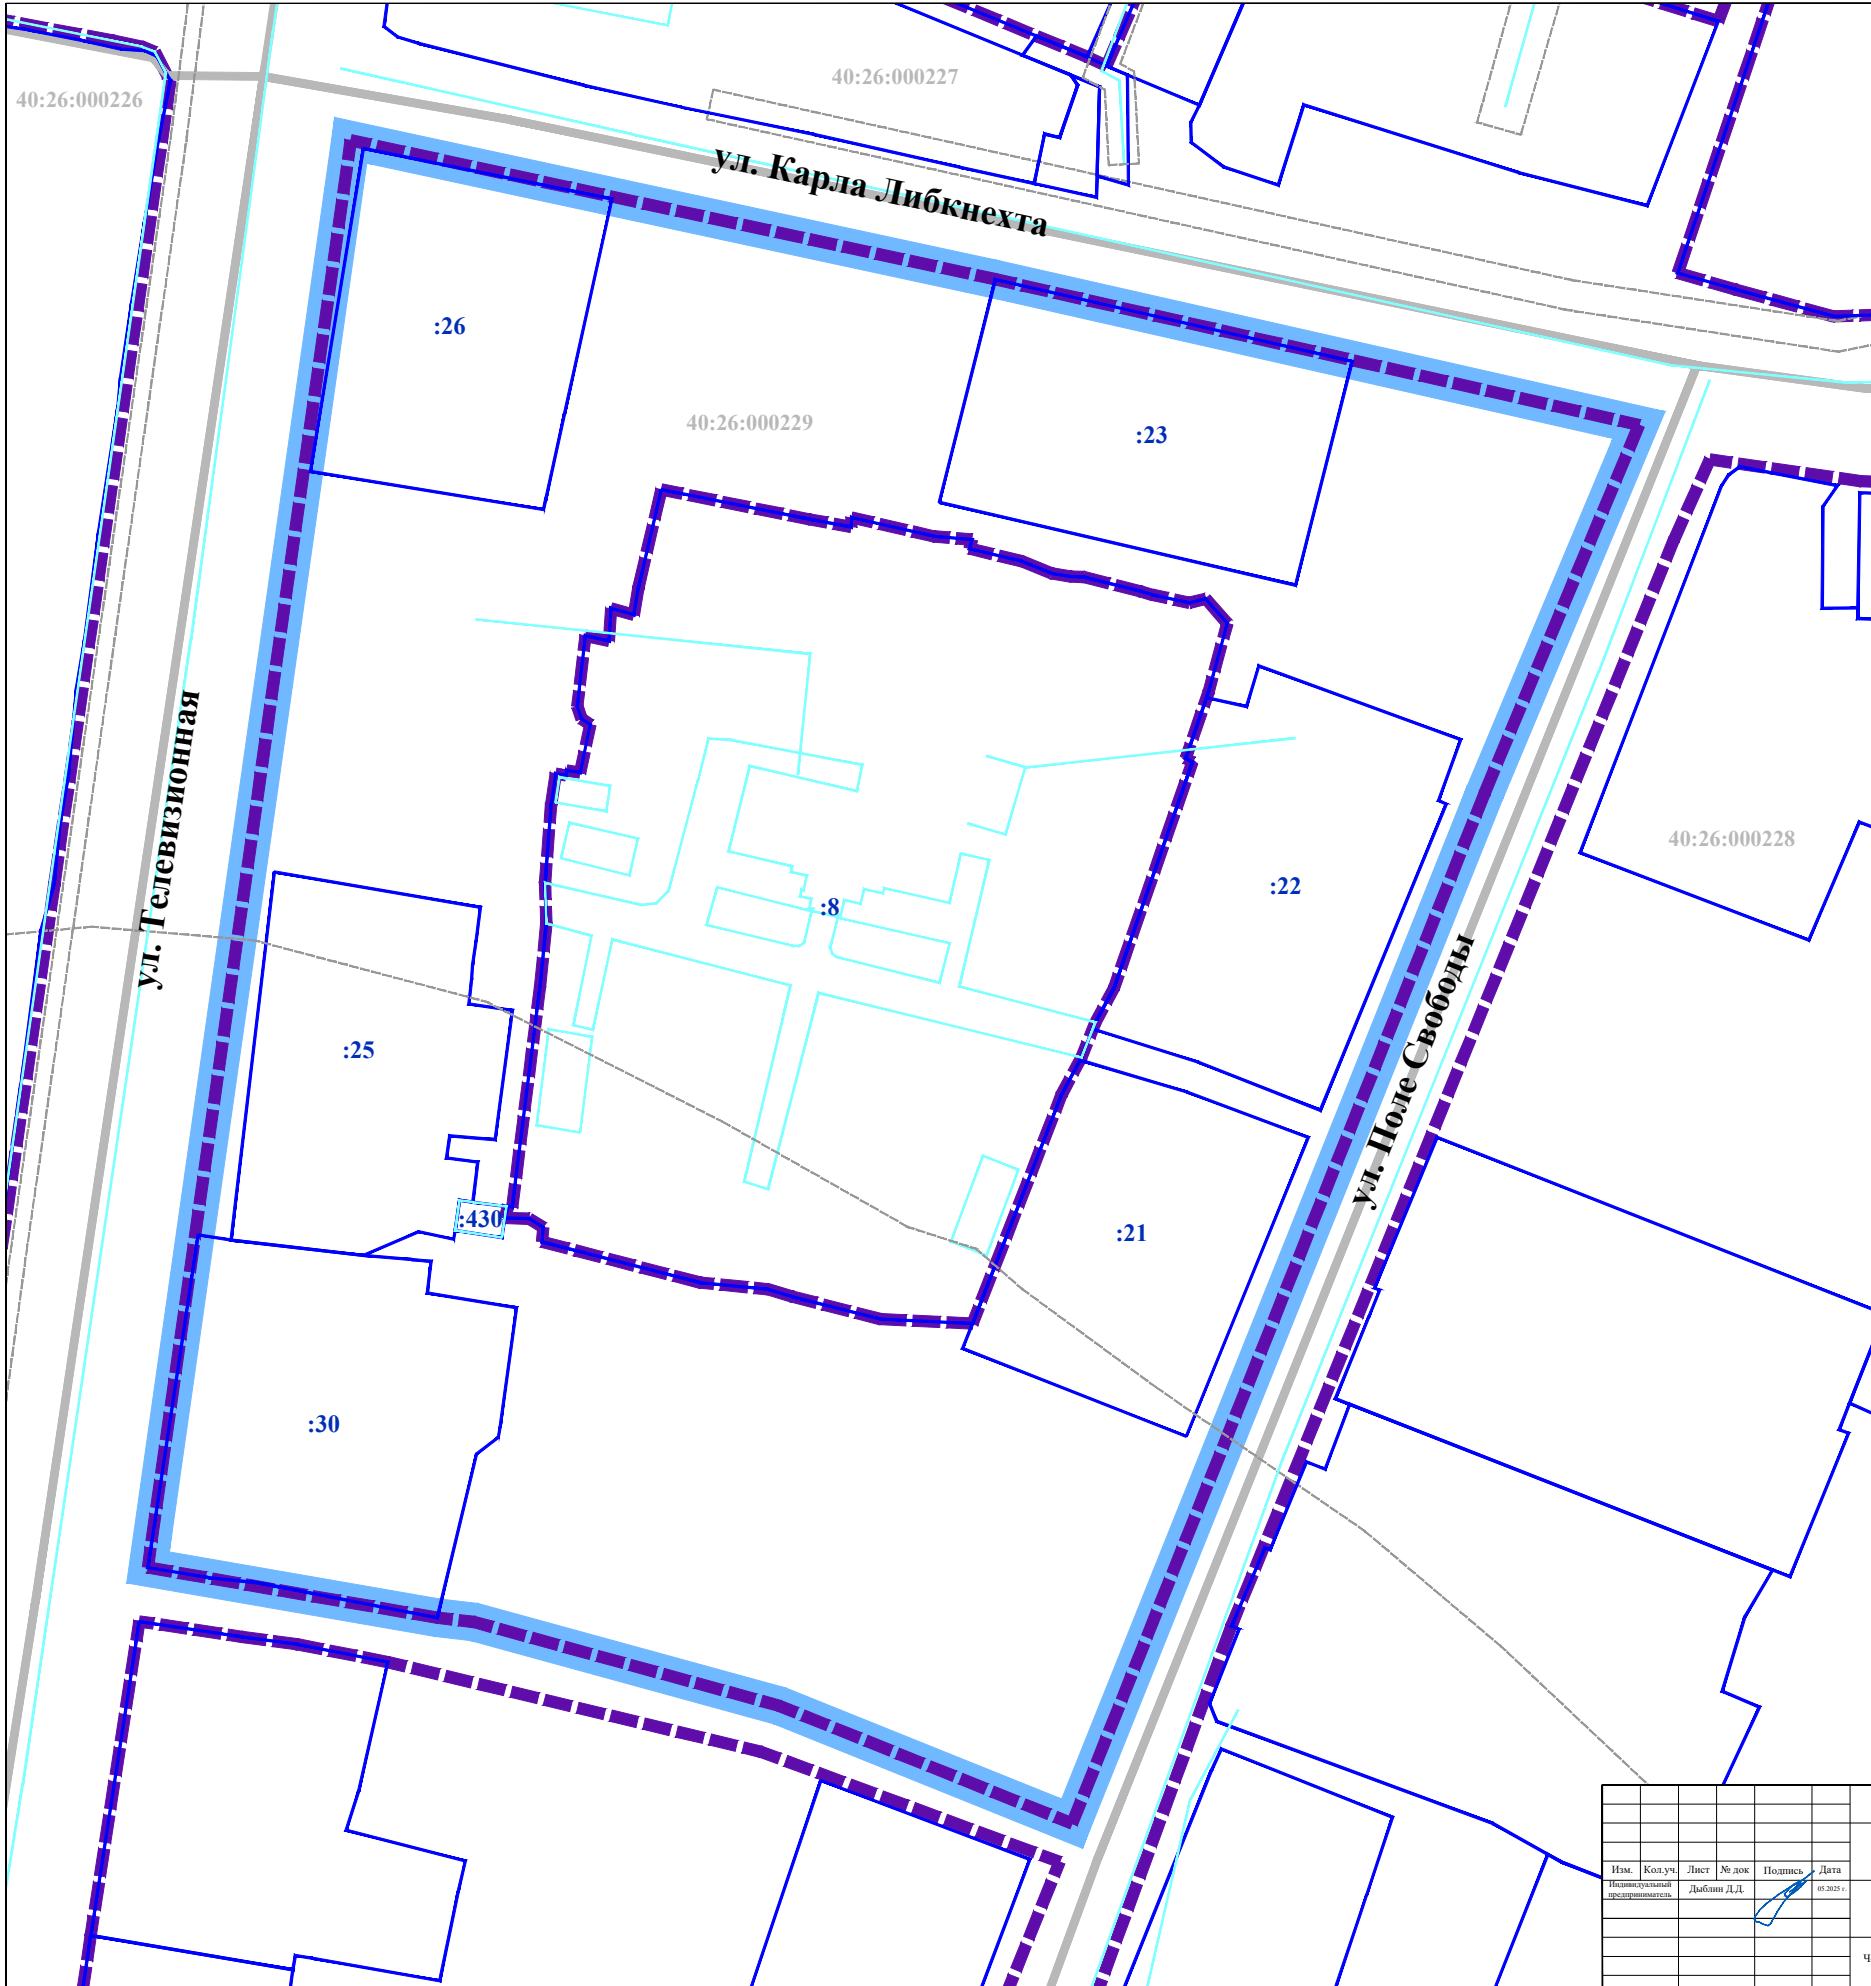 40:26:000226
40:26:000227
ул. Карла Либкнехта
:26
40:26:000229
:23
ул. Телевизионная
40:26:000228
:22
:8
ул. Поле Свободы
:25
:430
:21
:30
Изм. Кол.уч. Лист № док Подпись Дата
Индивидуальный предприниматель Дыблин Д.Д. 05.2025 г.
Ч